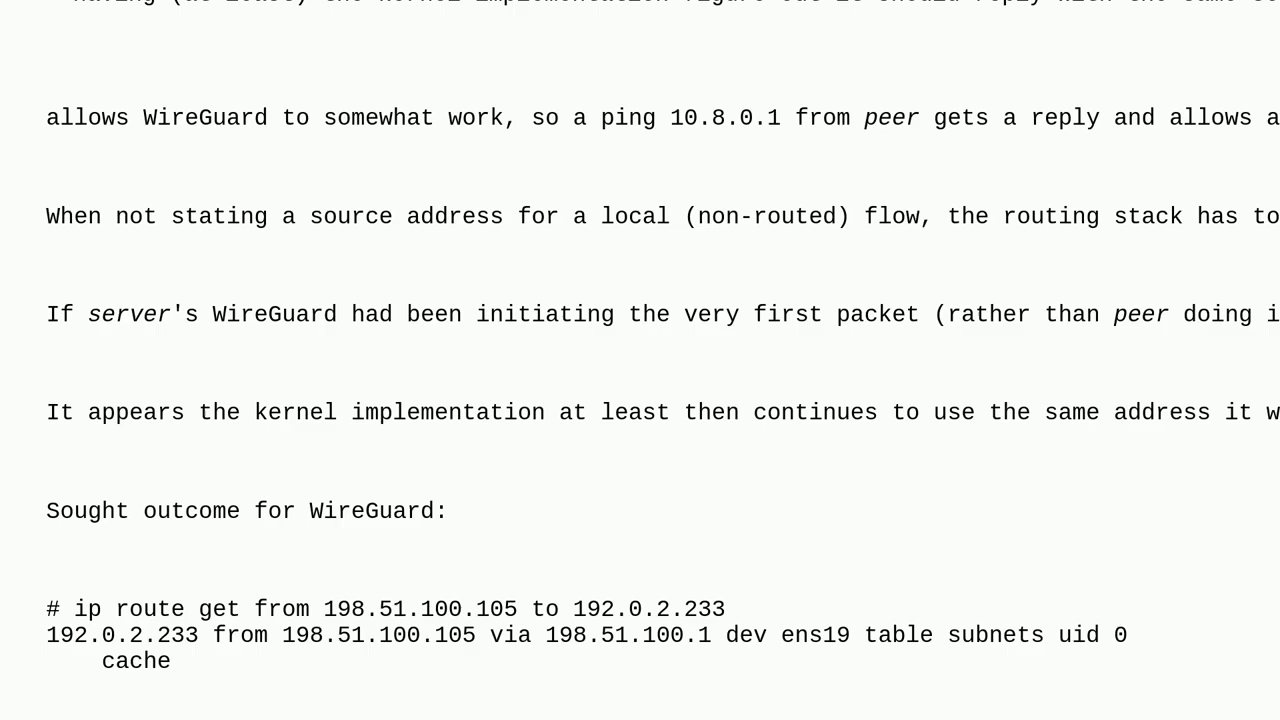 allows WireGuard to somewhat work, so a ping 10.8.0.1 from peer gets a reply and allows a
When not stating a source address for a local (non-routed) flow, the routing stack has to
If server's WireGuard had been initiating the very first packet (rather than peer doing i
It appears the kernel implementation at least then continues to use the same address it w
Sought outcome for WireGuard:
# ip route get from 198.51.100.105 to 192.0.2.233
192.0.2.233 from 198.51.100.105 via 198.51.100.1 dev ens19 table subnets uid 0
    cache